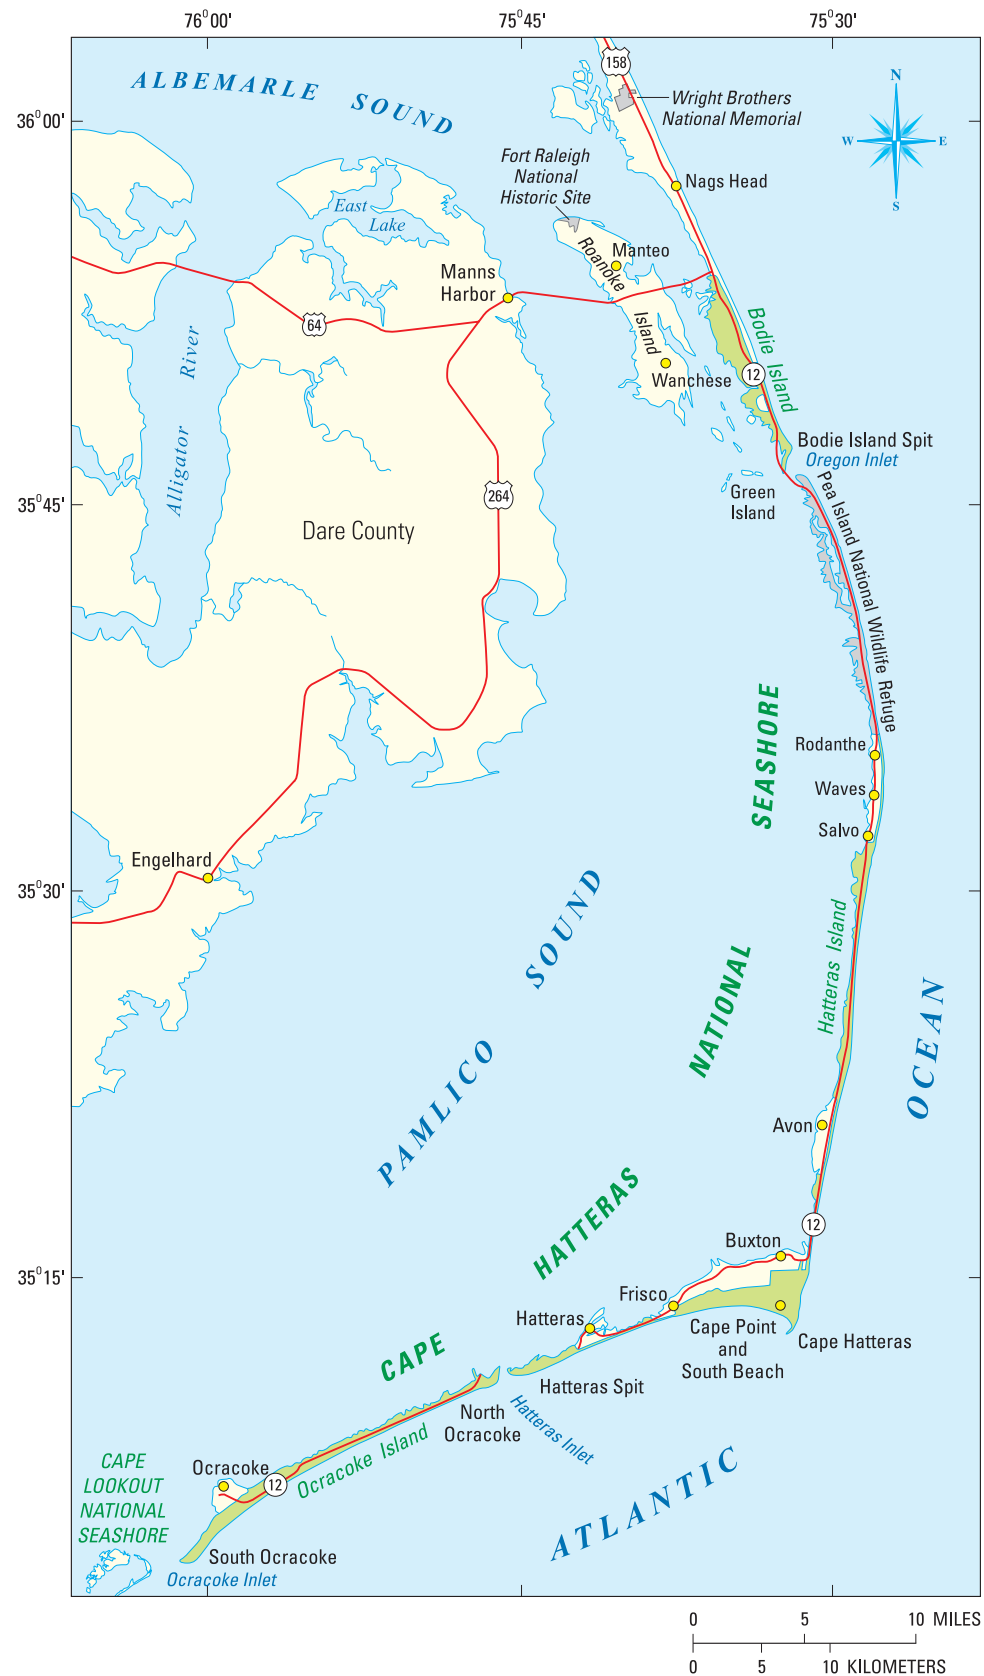 76°00'
75°45'
75°30'
ALBEMARLE SOUND
158
Wright Brothers
National Memorial
N
W
E
S
36°00'
Fort Raleigh
National
Historic Site
Nags Head
East
Lake
Manteo
Roanoke
Island
Manns
Harbor
64
Bodie Island
Alligator River
12
Wanchese
Bodie Island Spit
Oregon Inlet
Green
Island
35°45'
264
Dare County
Pea Island National Wildlife Refuge
Rodanthe
Waves
Salvo
Engelhard
35°30'
PAMLICO SOUND
CAPE HATTERAS NATIONAL SEASHORE
Hatteras Island
ATLANTIC OCEAN
Avon
12
Buxton
35°15'
Frisco
Hatteras
Cape Point
and
South Beach
Cape Hatteras
Hatteras Spit
North
Ocracoke
Hatteras Inlet
Ocracoke Island
CAPE
LOOKOUT
NATIONAL
SEASHORE
Ocracoke
12
South Ocracoke
Ocracoke Inlet
0 5 10 MILES
0 5 10 KILOMETERS